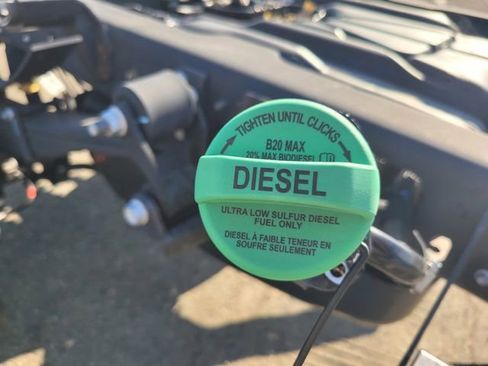 TIGHTEN UNTIL CLICKS
B20 MAX
20% MAX BIODIESEL
DIESEL
ULTRA LOW SULFUR DIESEL
FUEL ONLY
DIESEL À FAIBLE TENEUR EN
SOUFRE SEULEMENT